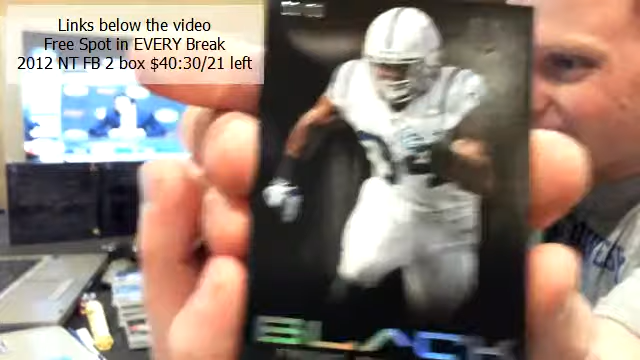 Links below the video
Free Spot in EVERY Break
2012 NT FB 2 box $40:30/21 left
BLACK